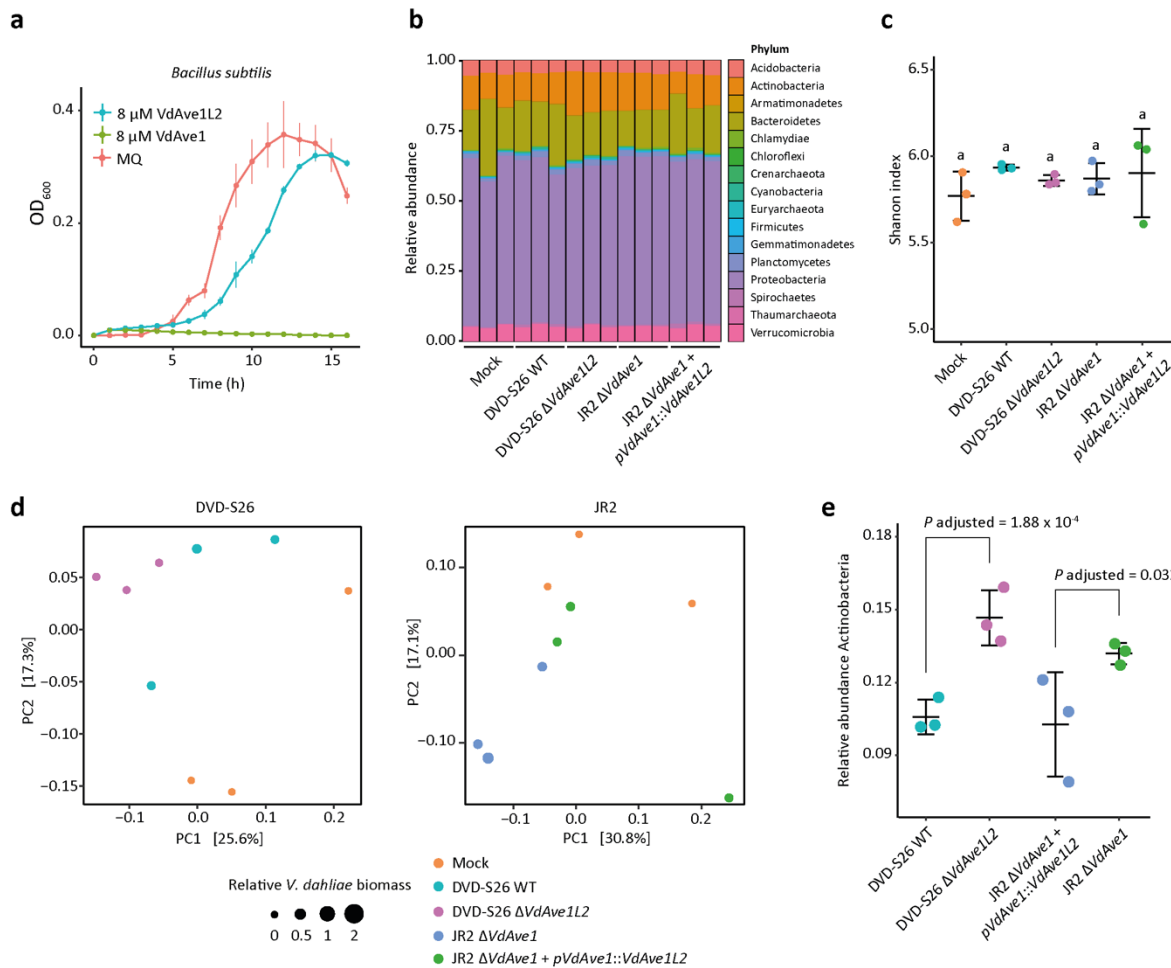 a
Bacillus subtilis
8 µM VdAve1L2
8 µM VdAve1
MQ
OD600
0.4
0.2
0.0
0
5
10
15
Time (h)
b
Relative abundance
1.00
0.75
0.50
0.25
0.00
Mock
DVD-S26 WT
DVD-S26 ΔVdAve1L2
JR2 ΔVdAve1
JR2 ΔVdAve1 +
pVdAve1::VdAve1L2
Phylum
Acidobacteria
Actinobacteria
Armatimonadetes
Bacteroidetes
Chlamydiae
Chloroflexi
Crenarchaeota
Cyanobacteria
Euryarchaeota
Firmicutes
Gemmatimonadetes
Planctomycetes
Proteobacteria
Spirochaetes
Thaumarchaeota
Verrucomicrobia
c
Shannon index
6.5
6.0
5.5
5.0
a
a
a
a
a
Mock
DVD-S26 WT
DVD-S26 ΔVdAve1L2
JR2 ΔVdAve1
JR2 ΔVdAve1 +
pVdAve1::VdAve1L2
d
DVD-S26
PC2 [17.3%]
0.05
0.00
−0.05
−0.10
−0.15
−0.1
0.0
0.1
0.2
PC1 [25.6%]
JR2
PC2 [17.1%]
0.10
0.00
−0.10
−0.1
0.0
0.1
0.2
PC1 [30.8%]
Relative V. dahliae biomass
0 0.5 1 2
Mock
DVD-S26 WT
DVD-S26 ΔVdAve1L2
JR2 ΔVdAve1
JR2 ΔVdAve1 + pVdAve1::VdAve1L2
e
Relative abundance Actinobacteria
0.18
0.15
0.12
0.09
P adjusted = 1.88 x 10-4
P adjusted = 0.03
DVD-S26 WT
DVD-S26 ΔVdAve1L2
JR2 ΔVdAve1 +
pVdAve1::VdAve1L2
JR2 ΔVdAve1